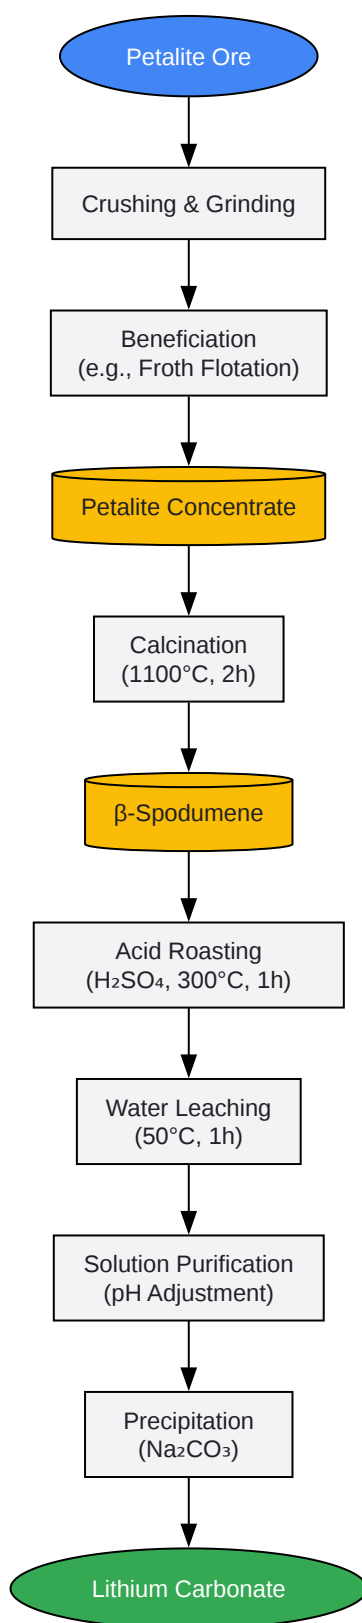 Petalite Ore
Crushing & Grinding
Beneficiation
(e.g., Froth Flotation)
Petalite Concentrate
Calcination
(1100°C, 2h)
β-Spodumene
Acid Roasting
(H₂SO₄, 300°C, 1h)
Water Leaching
(50°C, 1h)
Solution Purification
(pH Adjustment)
Precipitation
(Na₂CO₃)
Lithium Carbonate